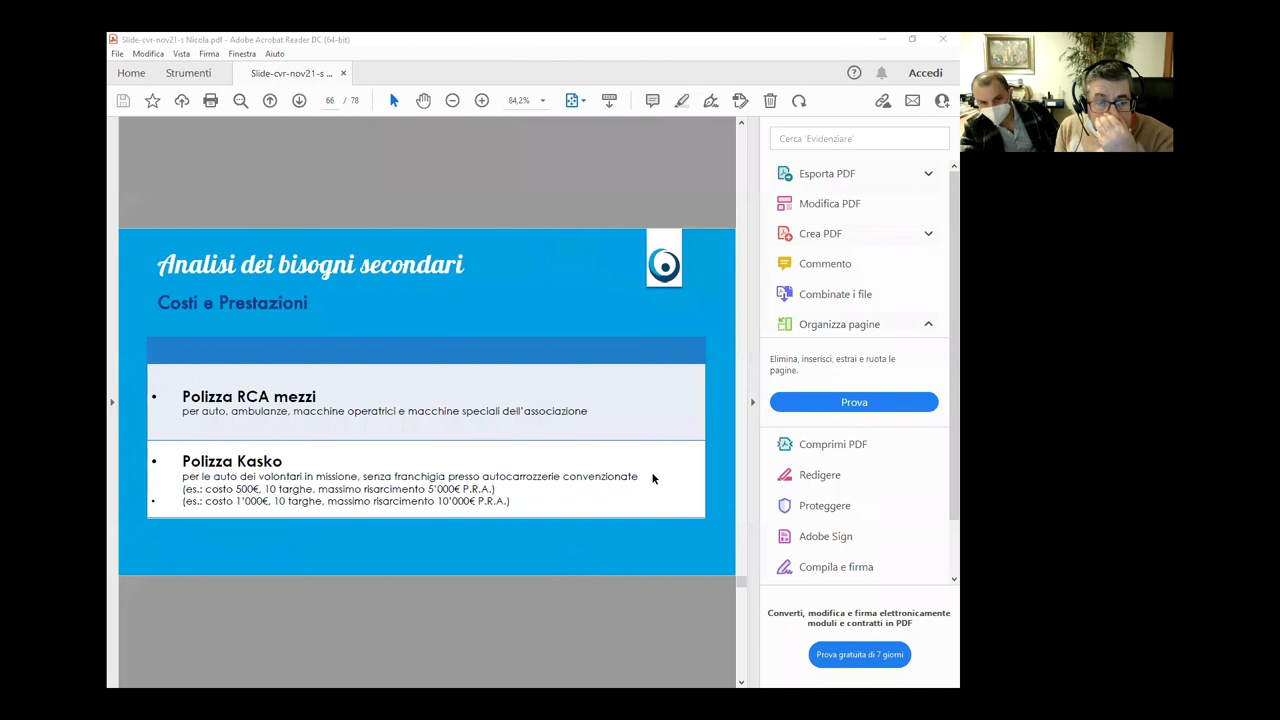 Slide-cvr-nov21-s Nicola.pdf - Adobe Acrobat Reader DC (64-bit)
File Modifica Vista Firma Finestra Aiuto
Home Strumenti Slide-cvr-nov21-s ... × Accedi
66 / 78 84,2%
Cerca 'Evidenziare'
Esporta PDF
Modifica PDF
Crea PDF
Commento
Combinate i file
Organizza pagine
Elimina, inserisci, estrai e ruota le
pagine.
Prova
Comprimi PDF
Redigere
Proteggere
Adobe Sign
Compila e firma
Converti, modifica e firma elettronicamente
moduli e contratti in PDF
Prova gratuita di 7 giorni
Analisi dei bisogni secondari
Costi e Prestazioni
• Polizza RCA mezzi
per auto, ambulanze, macchine operatrici e macchine speciali dell'associazione
• Polizza Kasko
per le auto dei volontari in missione, senza franchigia presso autocarrozzerie convenzionate
(es.: costo 500€, 10 targhe, massimo risarcimento 5'000€ P.R.A.)
• (es.: costo 1'000€, 10 targhe, massimo risarcimento 10'000€ P.R.A.)